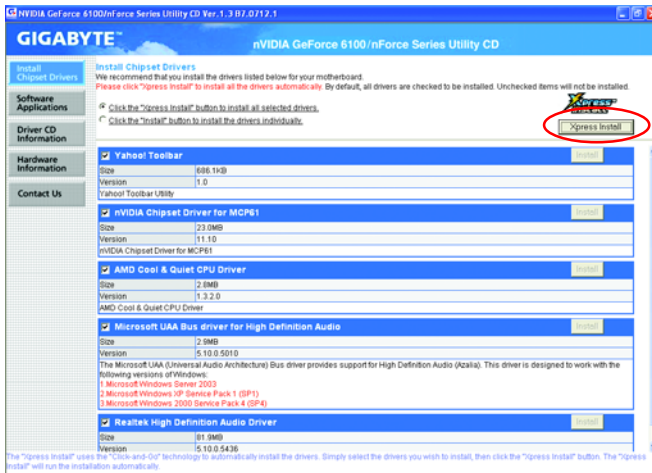 NVIDIA GeForce 6100/nForce Series Utility CD Ver.1.3 B7.0712.1
GIGABYTE™
nVIDIA GeForce 6100/nForce Series Utility CD
Install
Chipset Drivers
Software
Applications
Driver CD
Information
Hardware
Information
Contact Us
Install Chipset Drivers
We recommend that you install the drivers listed below for your motherboard.
Please click "Xpress Install" to install all the drivers automatically. By default, all drivers are checked to be installed. Unchecked items will not be installed.
Click the "Xpress Install" button to install all selected drivers.
Click the "Install" button to install the drivers individually.
Xpress
INSTALL
Xpress Install
Yahoo! Toolbar
Install
Size 686.1KB
Version 1.0
Yahoo! Toolbar Utility
nVIDIA Chipset Driver for MCP61
Install
Size 23.0MB
Version 11.10
nVIDIA Chipset Driver for MCP61
AMD Cool & Quiet CPU Driver
Install
Size 2.8MB
Version 1.3.2.0
AMD Cool & Quiet CPU Driver
Microsoft UAA Bus driver for High Definition Audio
Install
Size 2.9MB
Version 5.10.0.5010
The Microsoft UAA (Universal Audio Architecture) Bus driver provides support for High Definition Audio (Azalia). This driver is designed to work with the
following versions of Windows:
1.Microsoft Windows Server 2003
2.Microsoft Windows XP Service Pack 1 (SP1)
3.Microsoft Windows 2000 Service Pack 4 (SP4)
Realtek High Definition Audio Driver
Install
Size 81.9MB
Version 5.10.0.5436
The "Xpress Install" uses the "Click-and-Go" technology to automatically install the drivers. Simply select the drivers you wish to install, then click the "Xpress Install" button. The "Xpress
Install" will run the installation automatically.